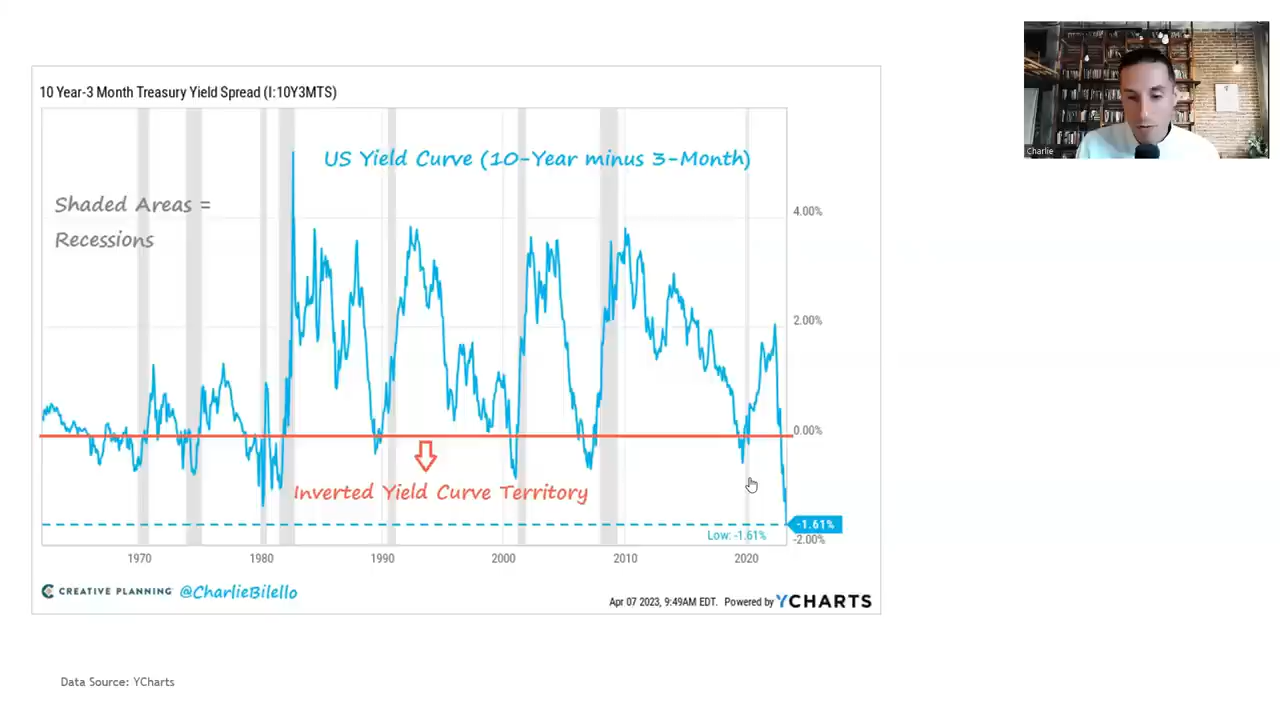 Charlie
10 Year-3 Month Treasury Yield Spread (I:10Y3MTS)
US Yield Curve (10-Year minus 3-Month)
Shaded Areas =
Recessions
4.00%
2.00%
0.00%
Inverted Yield Curve Territory
-1.61%
Low: -1.61%
-2.00%
1970 1980 1990 2000 2010 2020
CREATIVE PLANNING @CharlieBilello
Apr 07 2023, 9:49AM EDT. Powered by YCHARTS
Data Source: YCharts